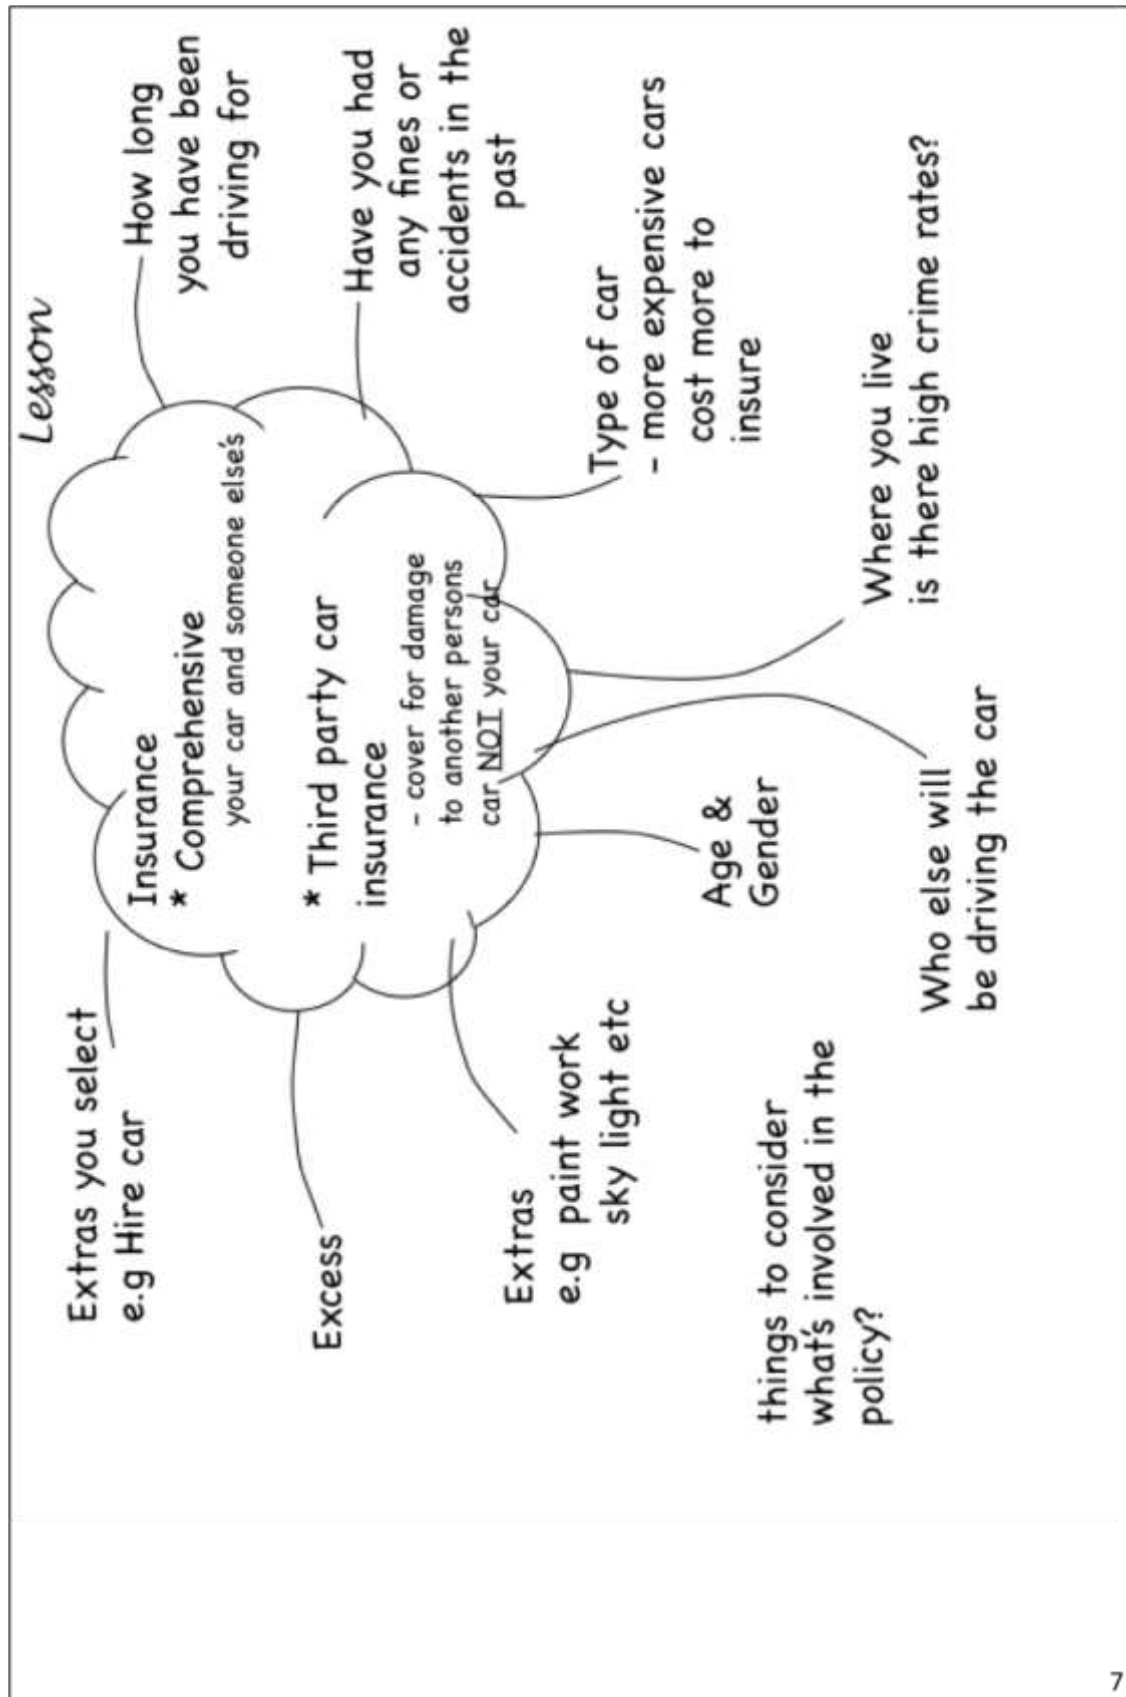 Lesson
Insurance
* Comprehensive
your car and someone else's
* Third party car
insurance
- cover for damage
to another persons
car NOT your car
How long
you have been
driving for
Have you had
any fines or
accidents in the
past
Type of car
- more expensive cars
cost more to
insure
Where you live
is there high crime rates?
Who else will
be driving the car
Age &
Gender
Extras
e.g paint work
sky light etc
Excess
Extras you select
e.g Hire car
things to consider
what's involved in the
policy?
7